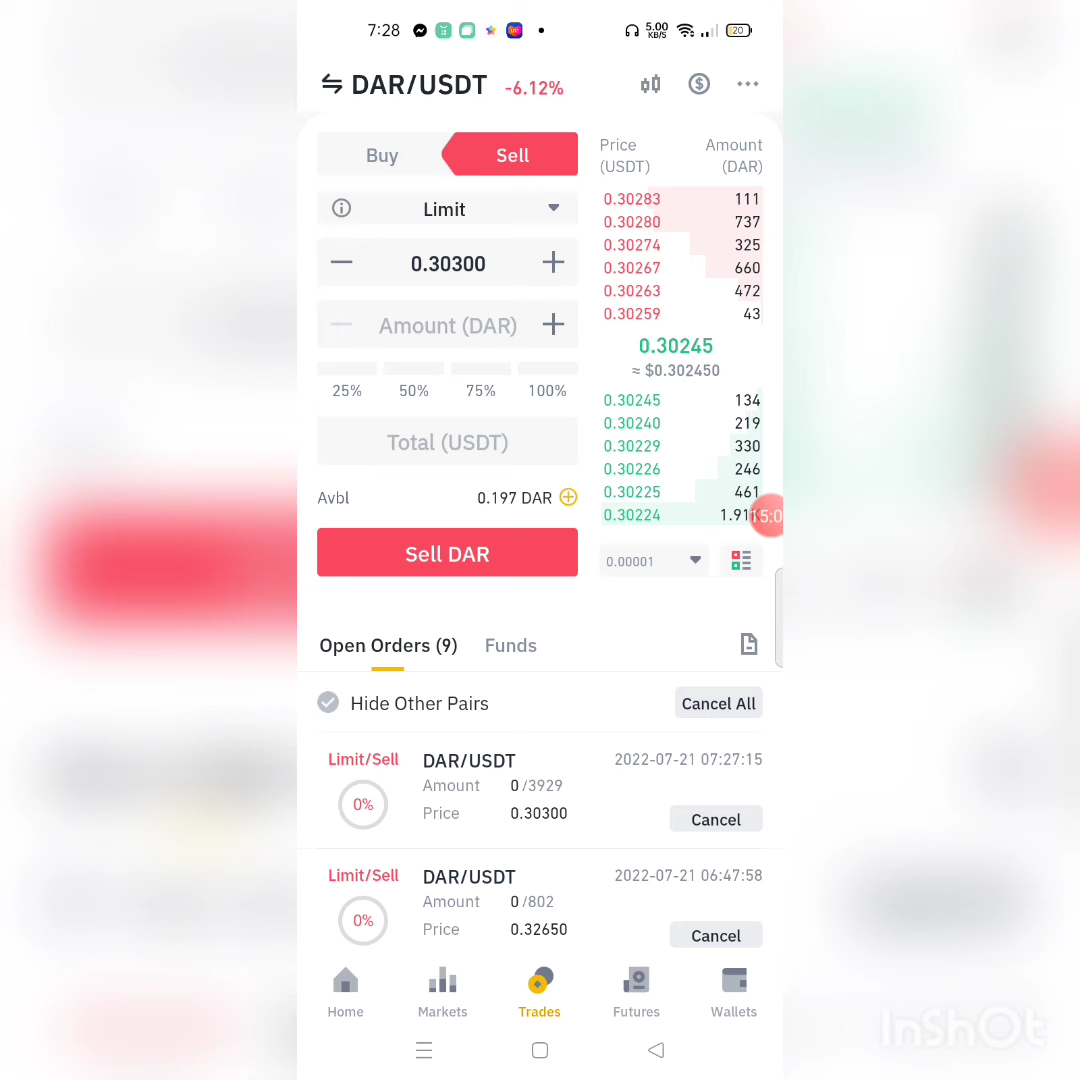 7:28
5.00
KB/S
20
DAR/USDT -6.12%
Buy
Sell
Limit
0.30300
Amount (DAR)
25% 50% 75% 100%
Total (USDT)
Avbl 0.197 DAR
Sell DAR
Price Amount
(USDT) (DAR)
0.30283 111
0.30280 737
0.30274 325
0.30267 660
0.30263 472
0.30259 43
0.30245
≈ $0.302450
0.30245 134
0.30240 219
0.30229 330
0.30226 246
0.30225 461
0.30224
0.00001
Open Orders (9) Funds
Hide Other Pairs Cancel All
Limit/Sell DAR/USDT 2022-07-21 07:27:15
Amount 0 /3929
0%
Price 0.30300
Cancel
Limit/Sell DAR/USDT 2022-07-21 06:47:58
Amount 0 /802
0%
Price 0.32650
Cancel
Home Markets Trades Futures Wallets
InShOt